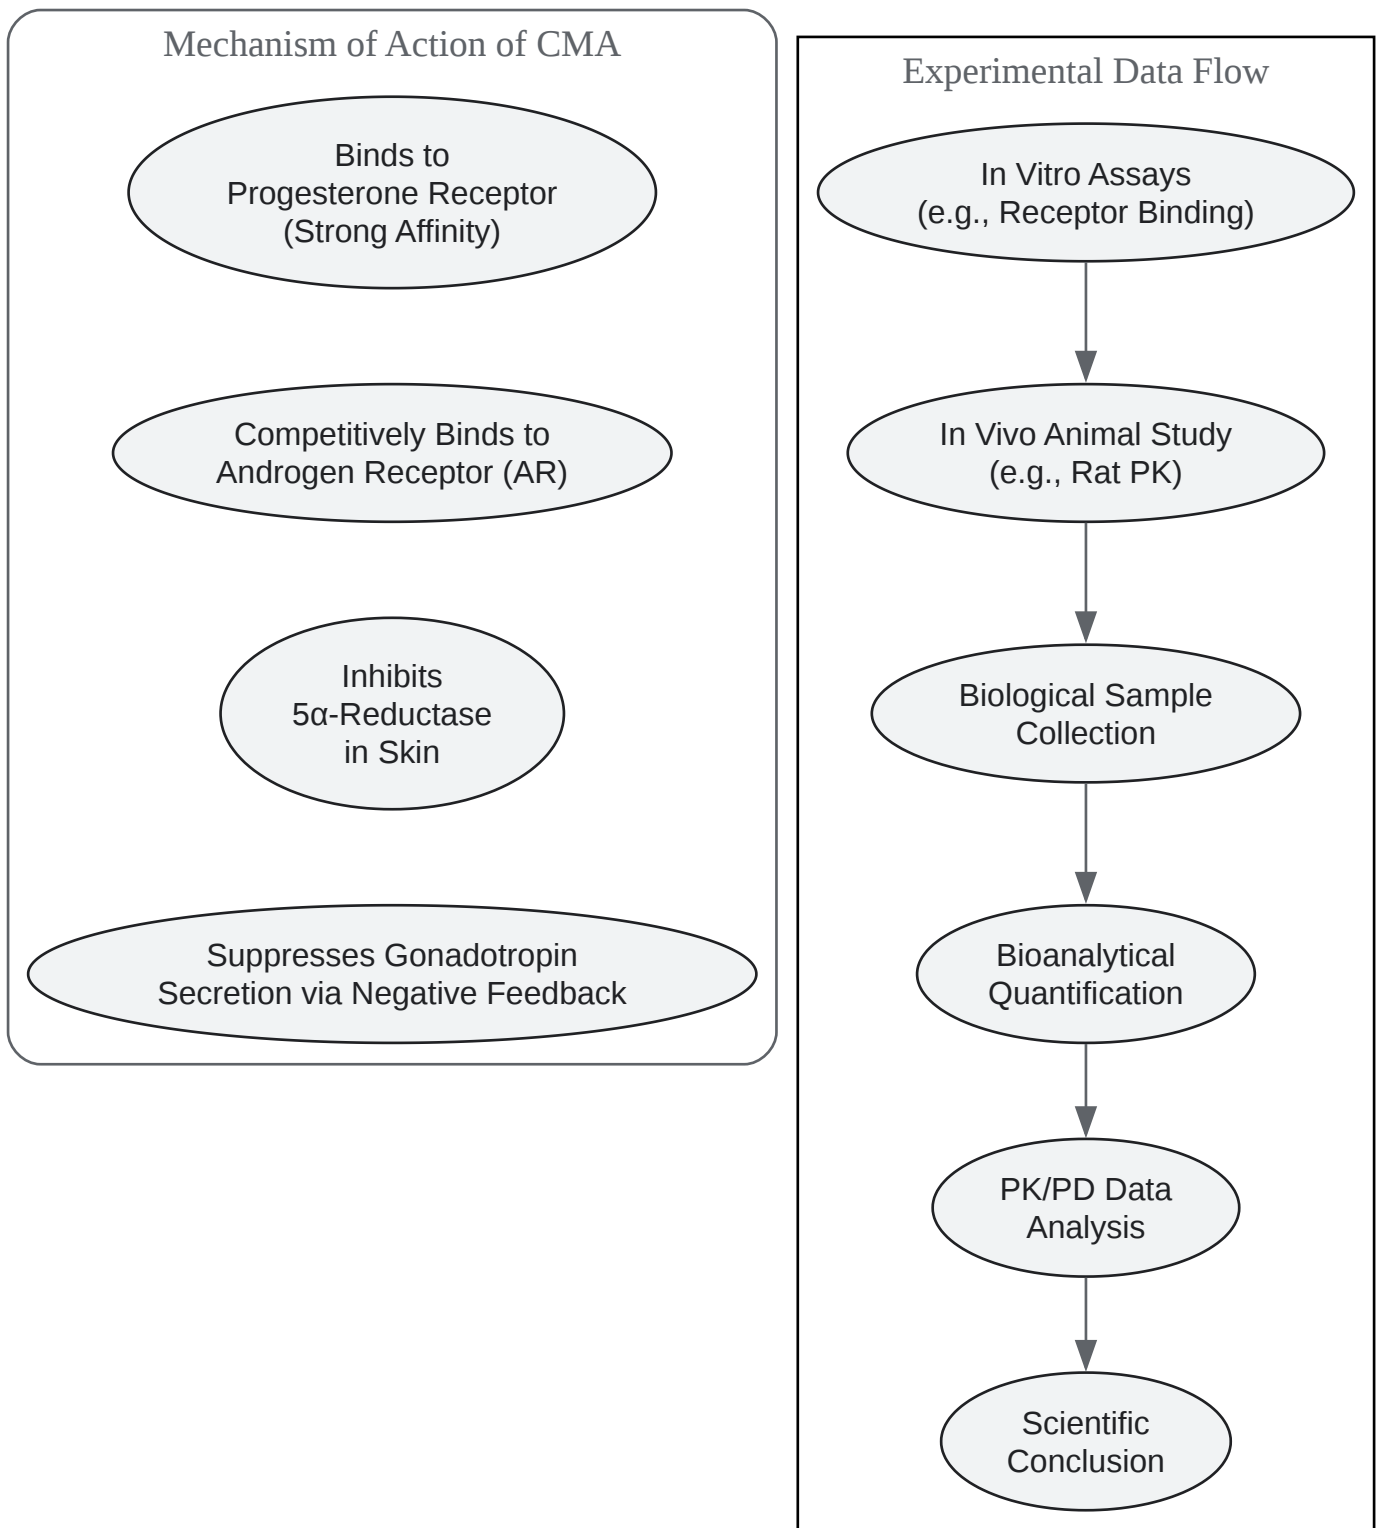 Mechanism of Action of CMA
Binds to
Progesterone Receptor
(Strong Affinity)
Competitively Binds to
Androgen Receptor (AR)
Inhibits
5α-Reductase
in Skin
Suppresses Gonadotropin
Secretion via Negative Feedback
Experimental Data Flow
In Vitro Assays
(e.g., Receptor Binding)
In Vivo Animal Study
(e.g., Rat PK)
Biological Sample
Collection
Bioanalytical
Quantification
PK/PD Data
Analysis
Scientific
Conclusion